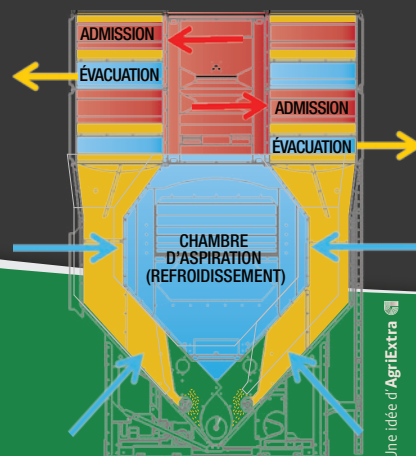 ADMISSION
ÉVACUATION
ADMISSION
ÉVACUATION
CHAMBRE
D'ASPIRATION
(REFROIDISSEMENT)
Une idée d'AgriExtra